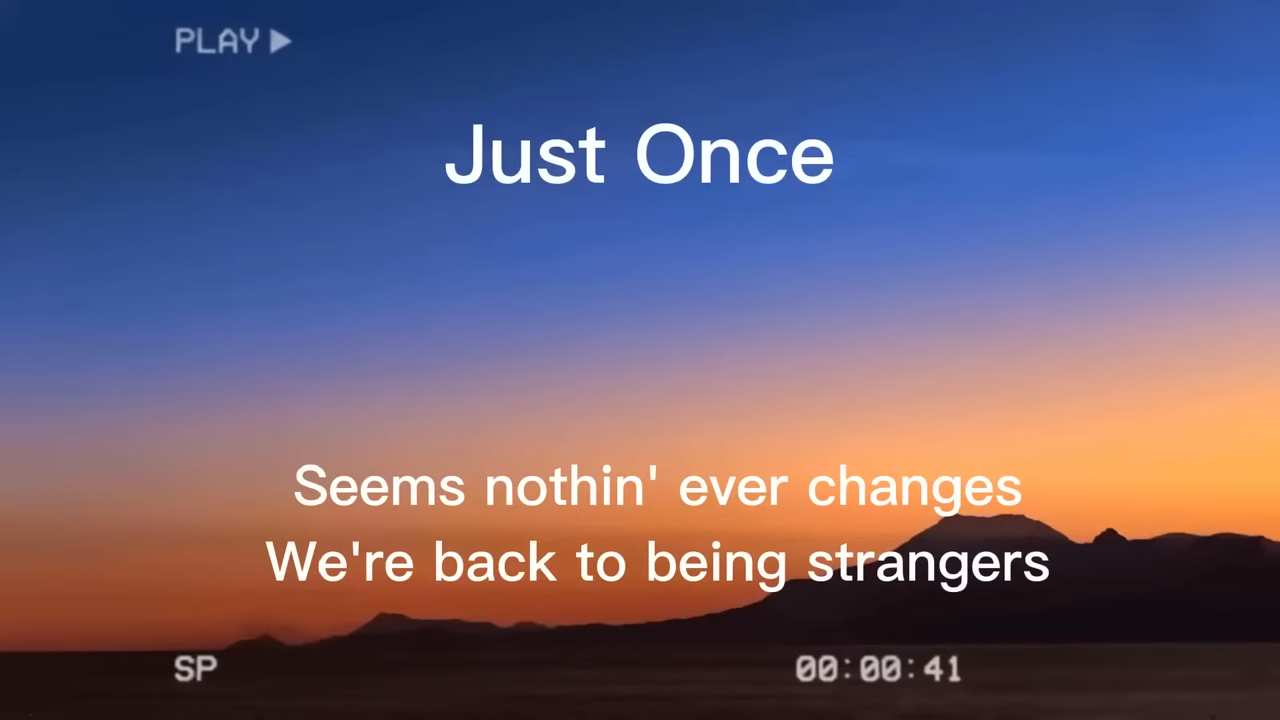 PLAY ▶
Just Once
Seems nothin' ever changes
We're back to being strangers
SP
00:00:41